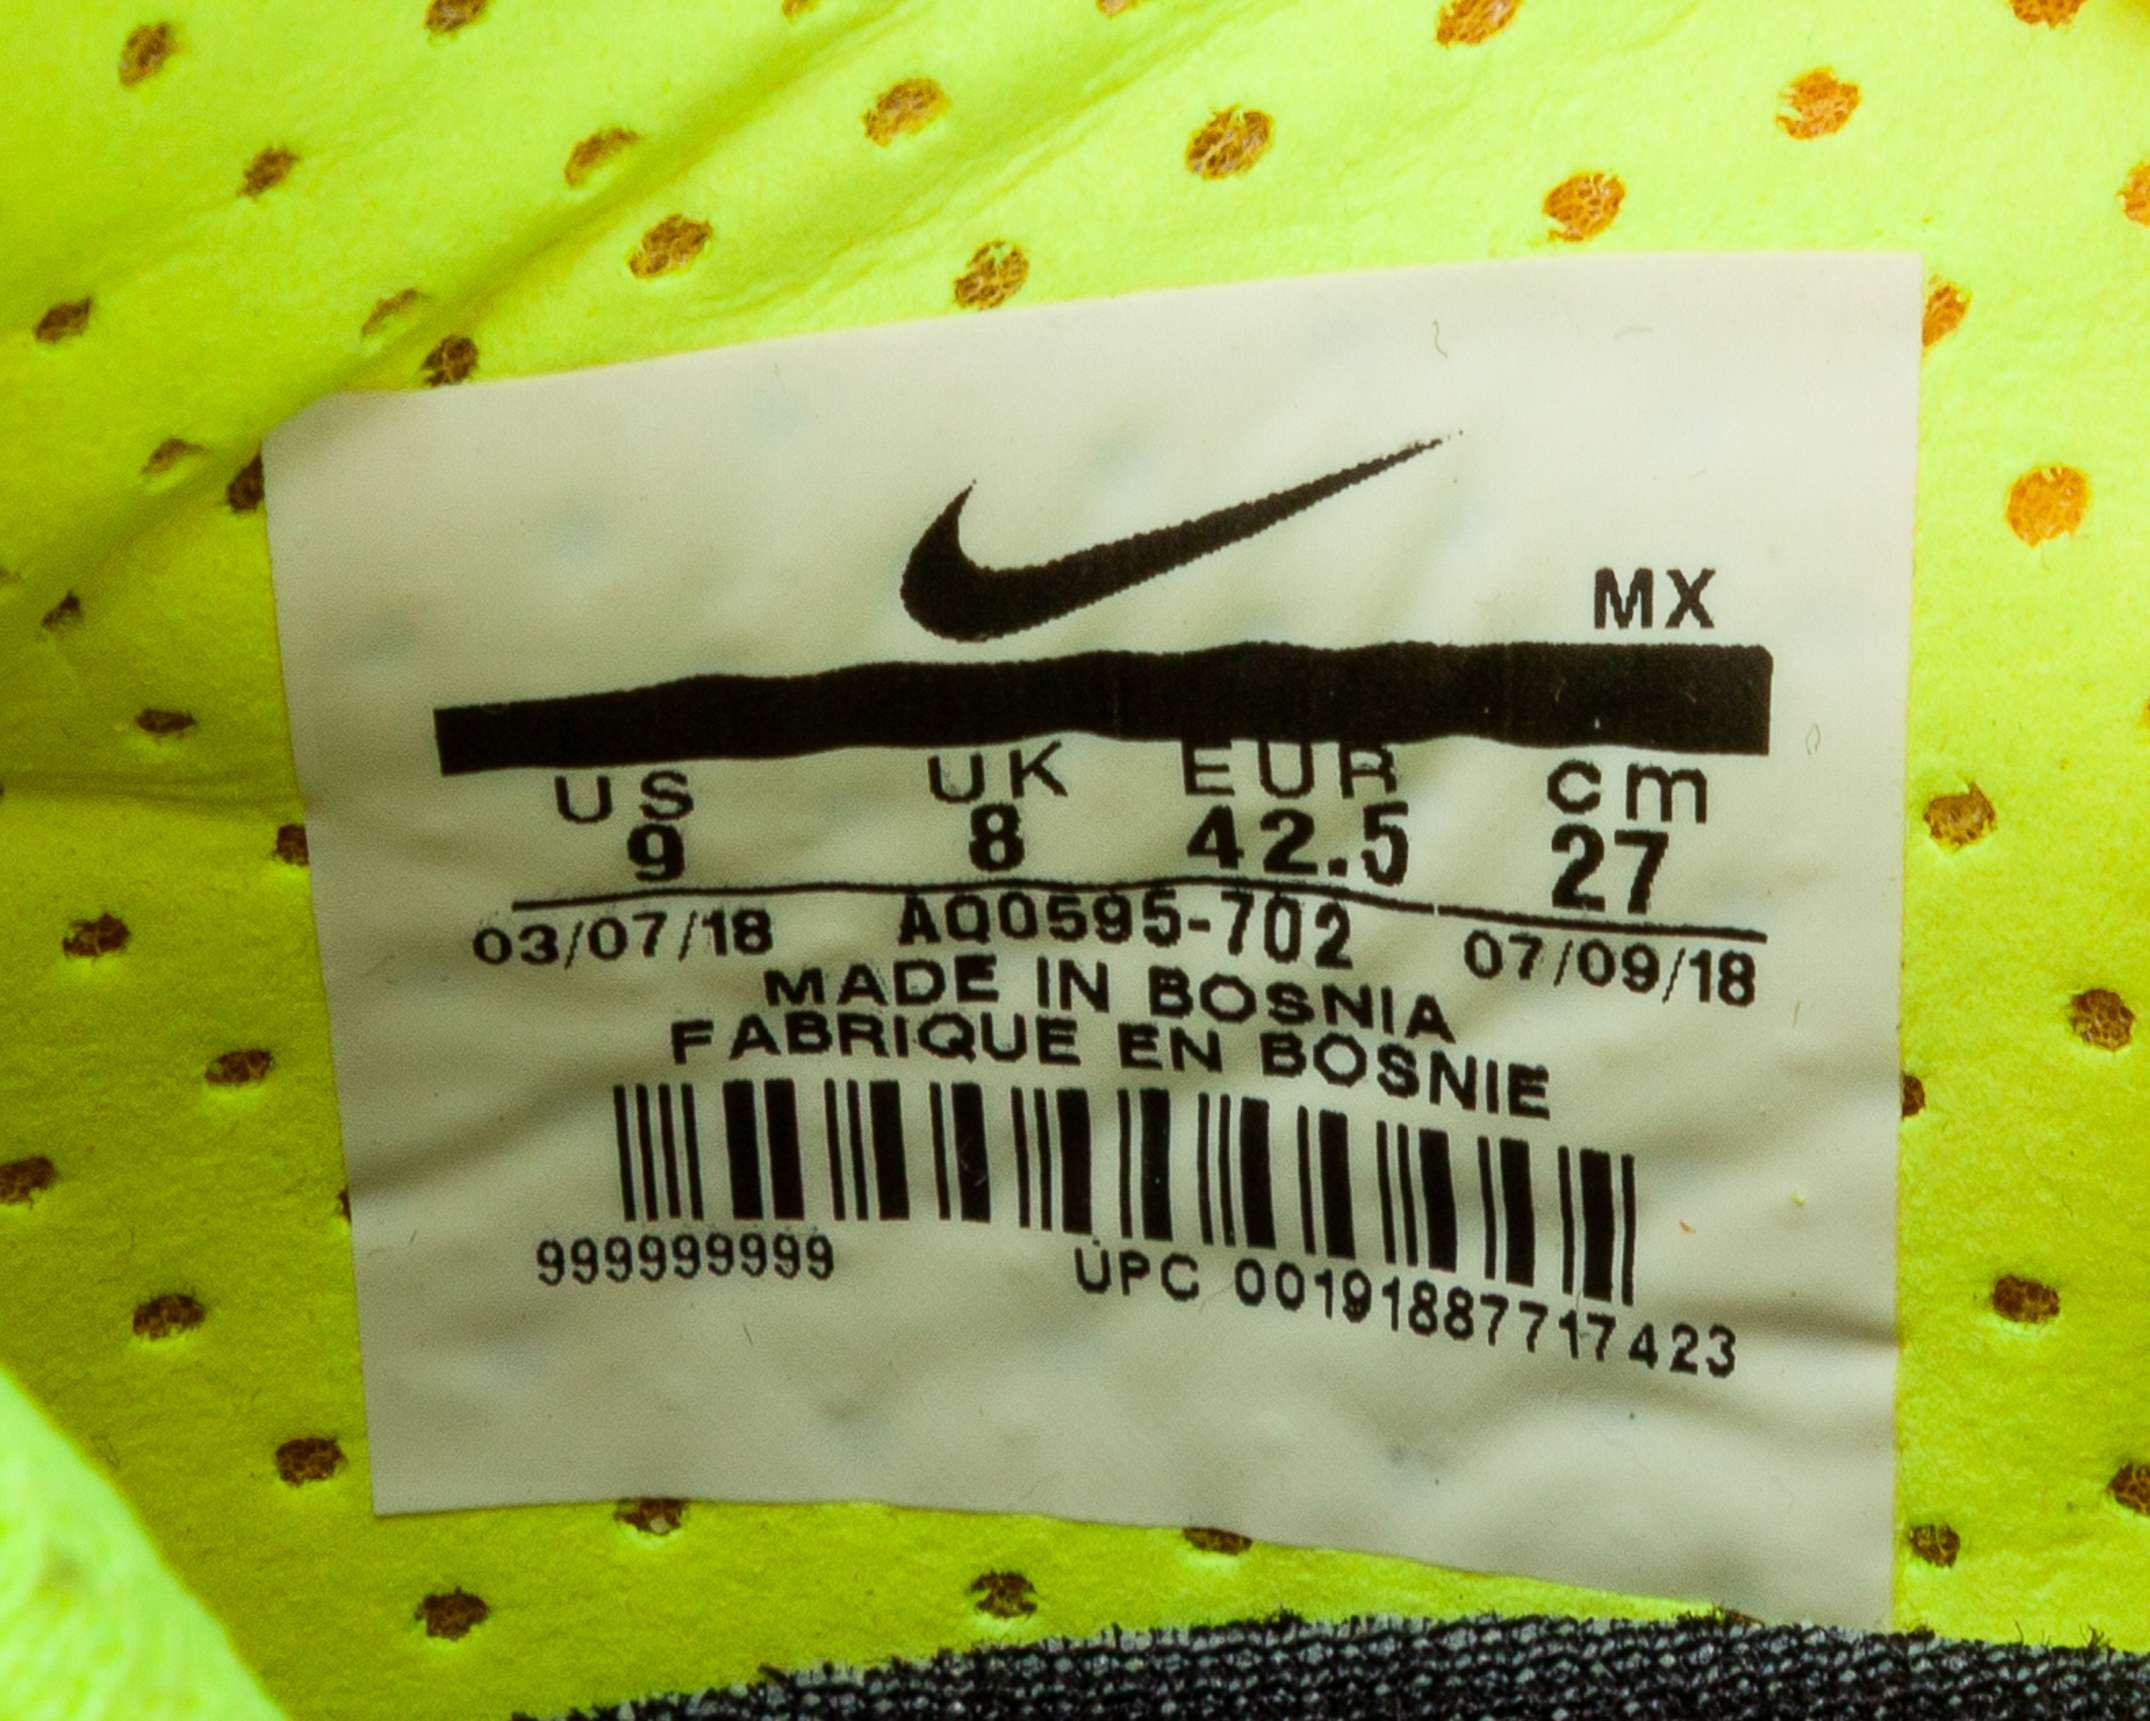 MX
US UK EUR cm
9 8 42.5 27
03/07/18 AQ0595-702 07/09/18
MADE IN BOSNIA
FABRIQUE EN BOSNIE
999999999 UPC 00191887717423